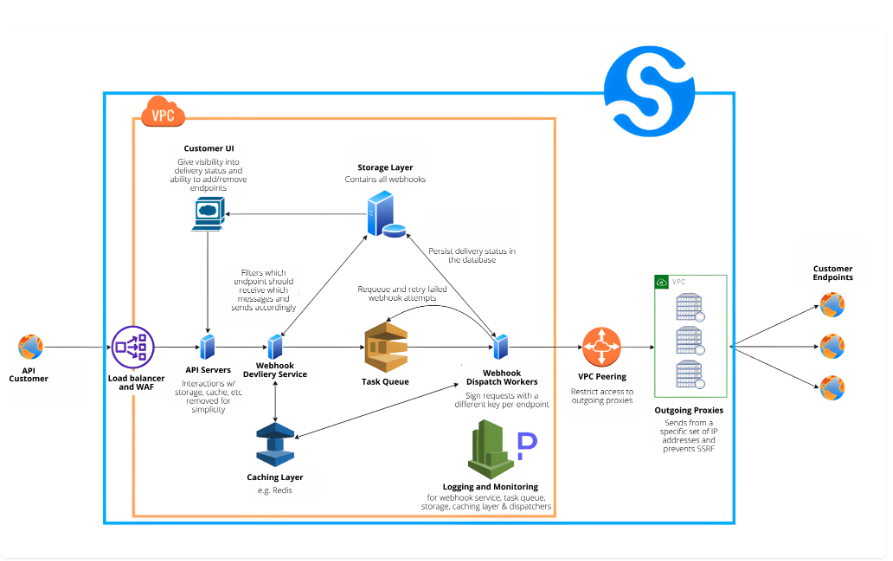 VPC
Customer UI
Give visibility into
delivery status and
ability to add/remove
endpoints
Storage Layer
Contains all webhooks
Persist delivery status in
the database
Filters which
endpoint should
receive which
messages and
sends accordingly
Requeue and retry failed
webhook attempts
VPC
Customer
Endpoints
API
Customer
Load balancer
and WAF
API Servers
Interactions w/
storage, cache, etc
removed for
simplicity
Webhook
Devliery Service
Task Queue
Webhook
Dispatch Workers
Sign requests with a
different key per endpoint
VPC Peering
Restrict access to
outgoing proxies
Outgoing Proxies
Sends from a
specific set of IP
addresses and
prevents SSRF
Caching Layer
e.g. Redis
Logging and Monitoring
for webhook service, task queue,
storage, caching layer & dispatchers